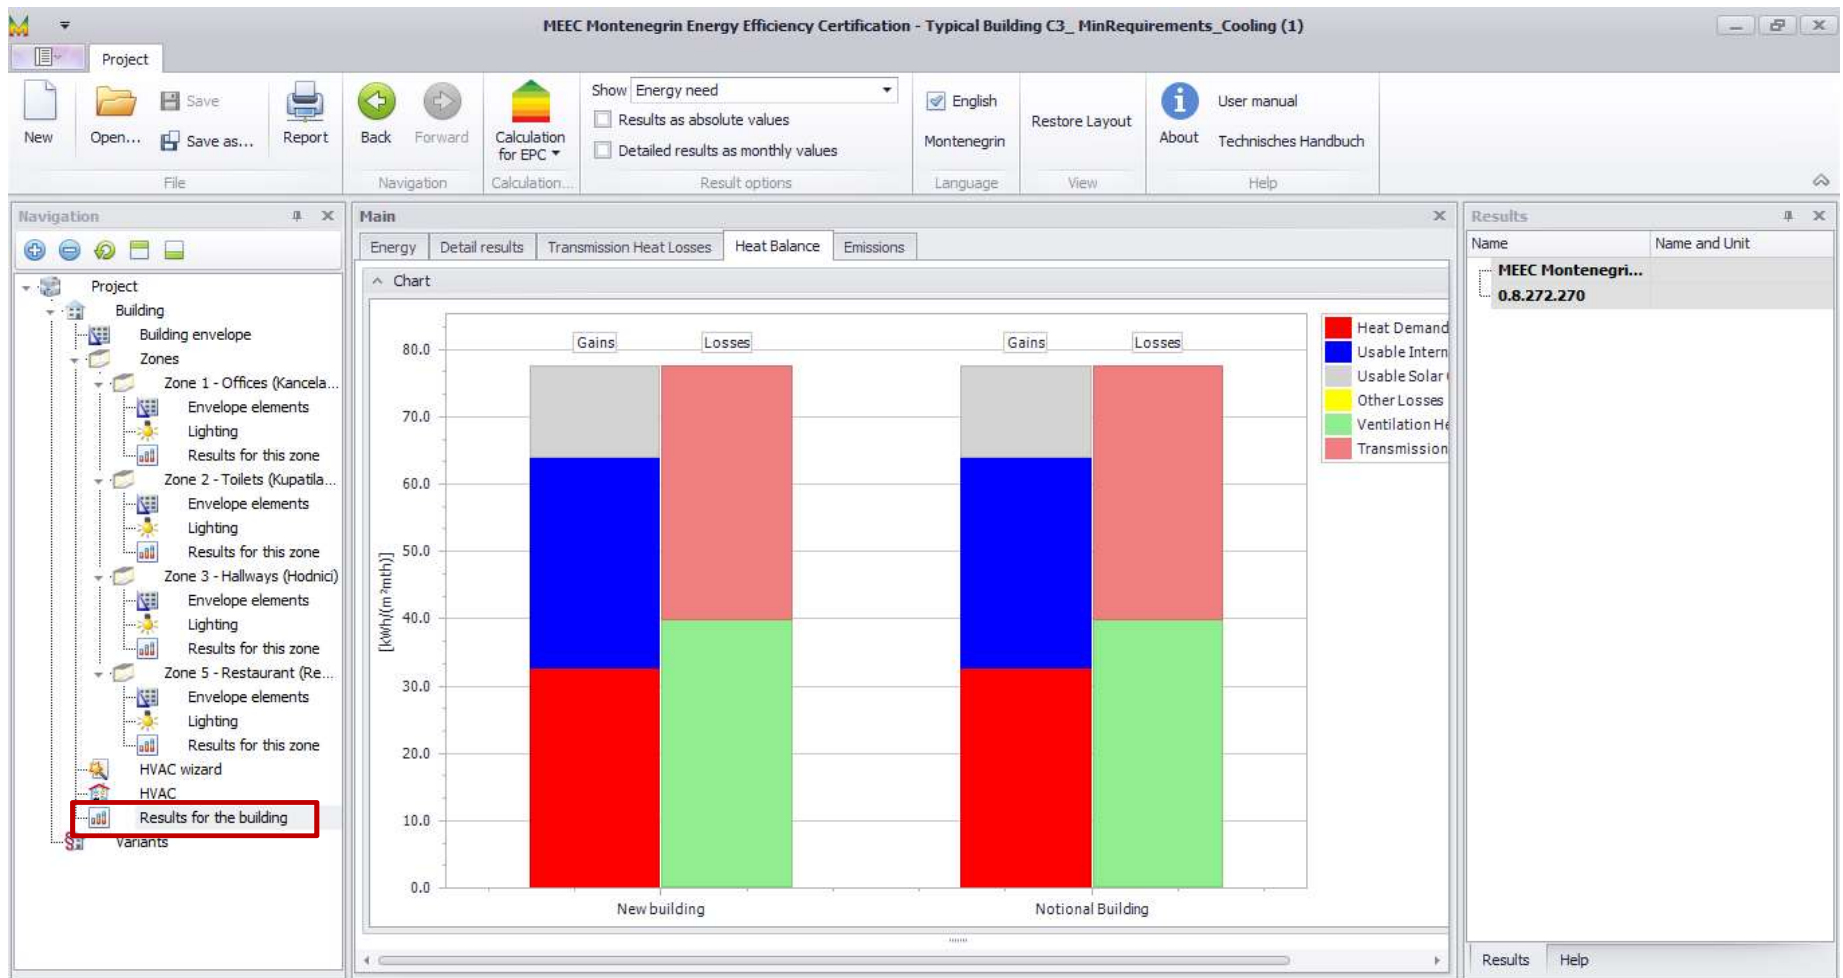 MEEC Montenegrin Energy Efficiency Certification - Typical Building C3_ MinRequirements_Cooling (1)
Project
New
Open...
Save
Save as...
Report
File
Back
Forward
Navigation
Calculation
for EPC
Calculation...
Show
Energy need
Results as absolute values
Detailed results as monthly values
Result options
English
Montenegrin
Language
Restore Layout
View
About
User manual
Technisches Handbuch
Help
Navigation
Project
Building
Building envelope
Zones
Zone 1 - Offices (Kancela...
Envelope elements
Lighting
Results for this zone
Zone 2 - Toilets (Kupatila...
Envelope elements
Lighting
Results for this zone
Zone 3 - Hallways (Hodnici)
Envelope elements
Lighting
Results for this zone
Zone 5 - Restaurant (Re...
Envelope elements
Lighting
Results for this zone
HVAC wizard
HVAC
Results for the building
Variants
Main
Energy
Detail results
Transmission Heat Losses
Heat Balance
Emissions
Chart
[kWh/(m²mth)]
80.0
70.0
60.0
50.0
40.0
30.0
20.0
10.0
0.0
Gains
Losses
Gains
Losses
New building
Notional Building
Heat Demand
Usable Intern
Usable Solar
Other Losses
Ventilation He
Transmission
Results
Name
Name and Unit
MEEC Montenegri...
0.8.272.270
Results
Help